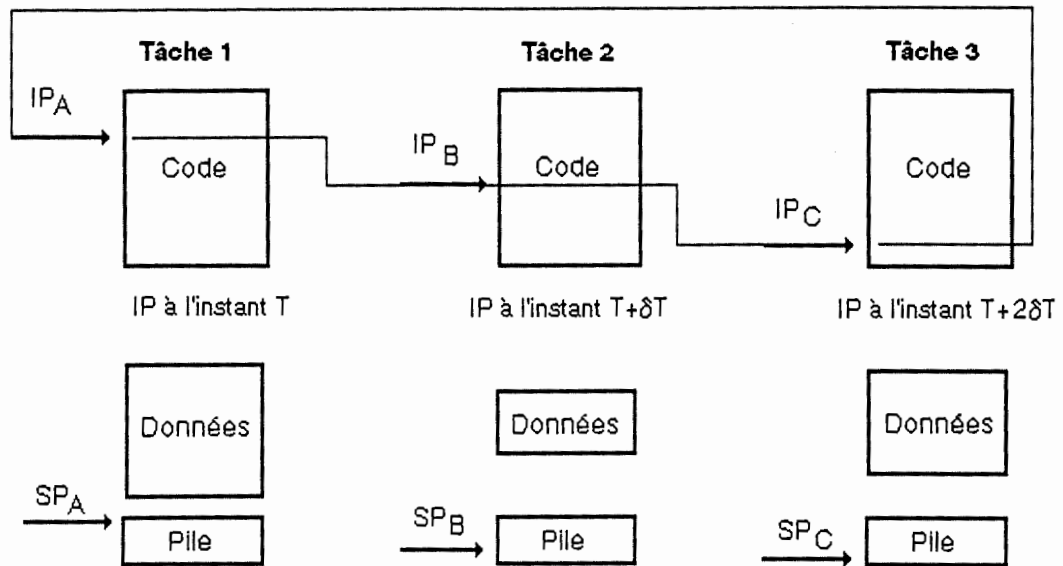 Tâche 1
Tâche 2
Tâche 3
IPA
IPB
IPC
Code
Code
Code
IP à l'instant T
IP à l'instant T+δT
IP à l'instant T+2δT
Données
Données
Données
SPA
SPB
SPC
Pile
Pile
Pile